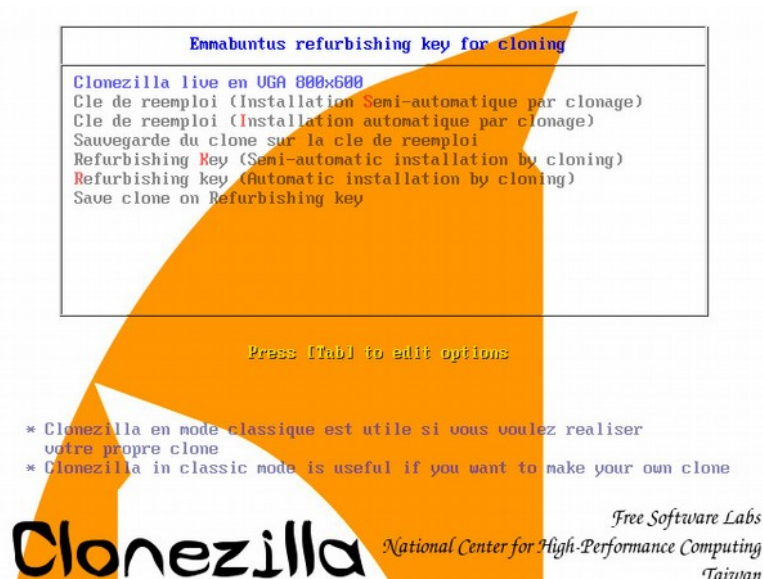 Emmabuntus refurbishing key for cloning
Clonezilla live en VGA 800x600
Cle de reemploi (Installation Semi-automatique par clonage)
Cle de reemploi (Installation automatique par clonage)
Sauvegarde du clone sur la cle de reemploi
Refurbishing Key (Semi-automatic installation by cloning)
Refurbishing key (Automatic installation by cloning)
Save clone on Refurbishing key
Press [Tab] to edit options
* Clonezilla en mode classique est utile si vous voulez realiser
votre propre clone
* Clonezilla in classic mode is useful if you want to make your own clone
Free Software Labs
Clonezilla National Center for High-Performance Computing
Taiwan